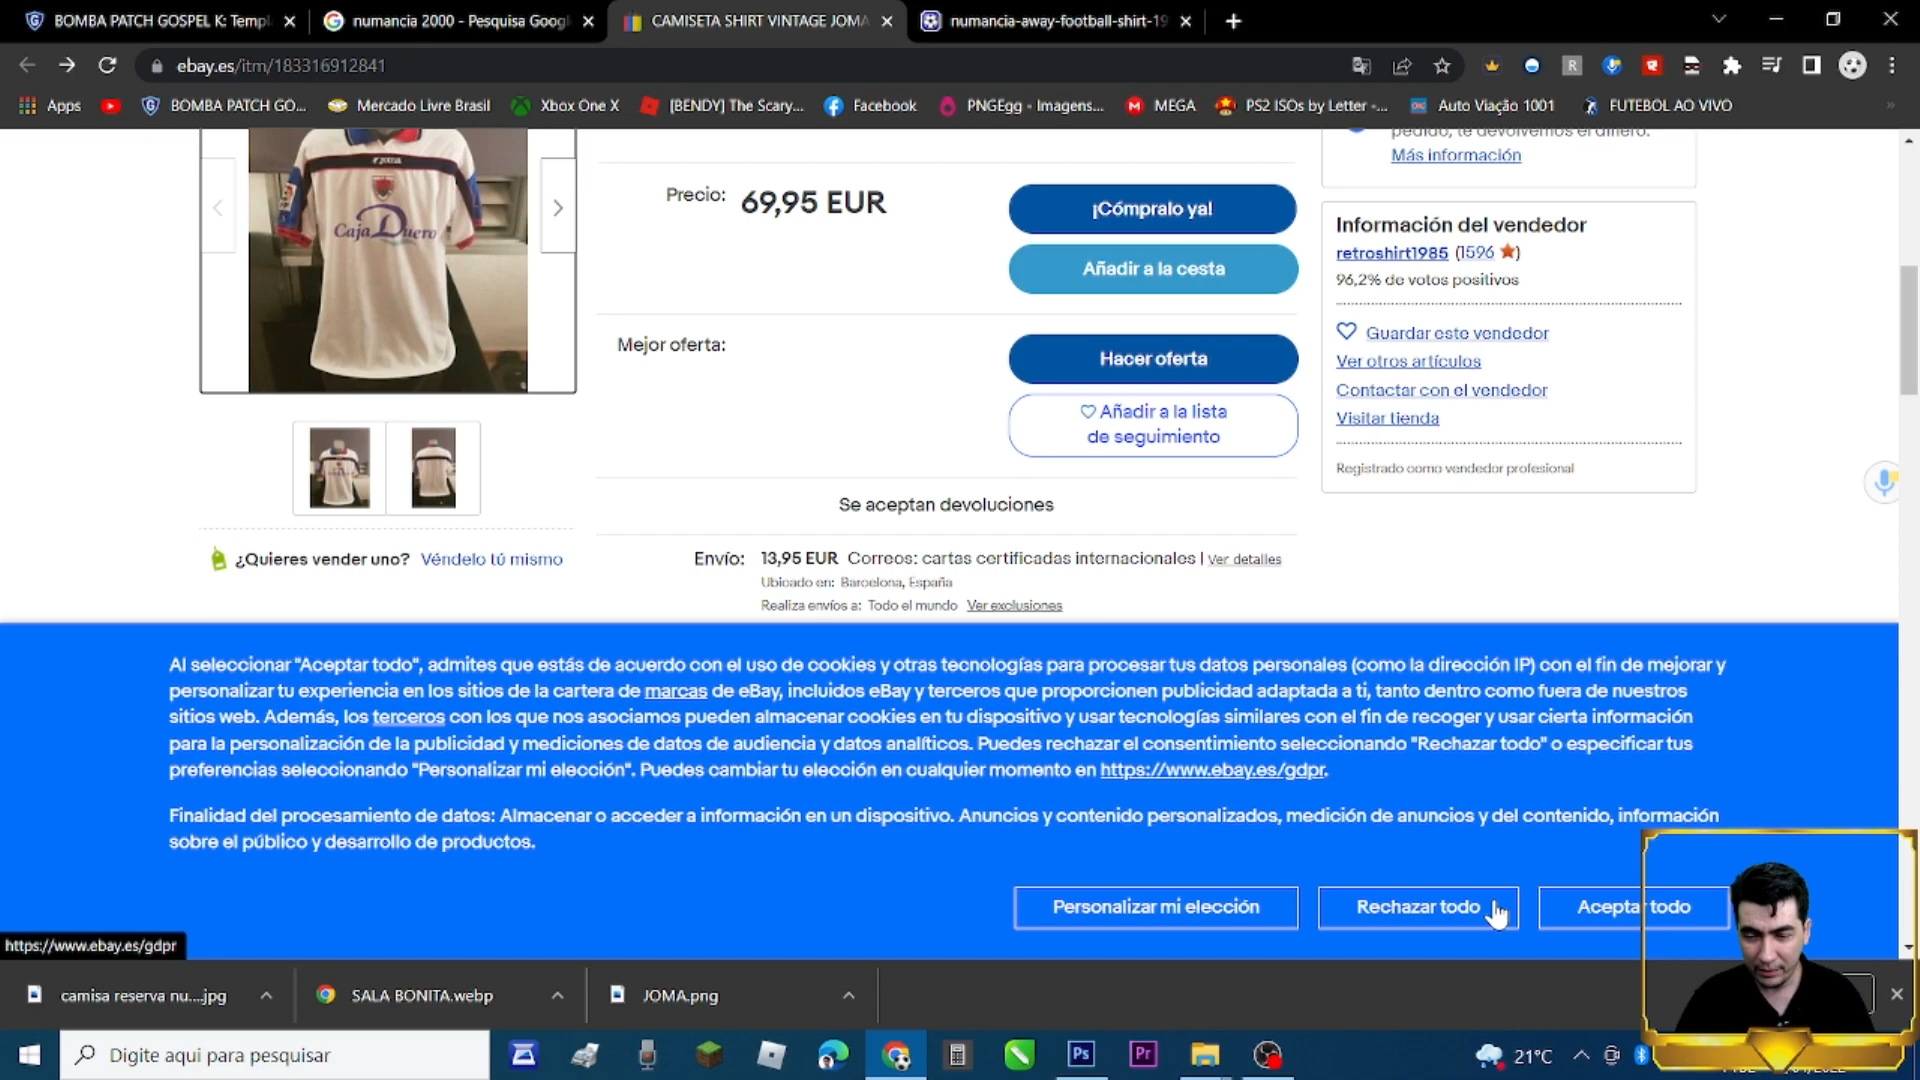 BOMBA PATCH GOSPEL K: Templ
numancia 2000 - Pesquisa Googl
CAMISETA SHIRT VINTAGE JOMA
numancia-away-football-shirt-19
ebay.es/itm/183316912841
Apps
BOMBA PATCH GO...
Mercado Livre Brasil
Xbox One X
[BENDY] The Scary...
Facebook
PNGEgg - Imagens...
MEGA
PS2 ISOs by Letter -...
Auto Viação 1001
FUTEBOL AO VIVO
pedido, te devolvemos el dinero.
Más información
Joma
Caja Duero
Precio:
69,95 EUR
¡Cómpralo ya!
Añadir a la cesta
Mejor oferta:
Hacer oferta
Añadir a la lista
de seguimiento
Información del vendedor
retroshirt1985 (1596 )
96,2% de votos positivos
Guardar este vendedor
Ver otros artículos
Contactar con el vendedor
Visitar tienda
Registrado como vendedor profesional
Se aceptan devoluciones
¿Quieres vender uno? Véndelo tú mismo
Envío: 13,95 EUR Correos: cartas certificadas internacionales | Ver detalles
Ubicado en: Barcelona, España
Realiza envíos a: Todo el mundo Ver exclusiones
Al seleccionar "Aceptar todo", admites que estás de acuerdo con el uso de cookies y otras tecnologías para procesar tus datos personales (como la dirección IP) con el fin de mejorar y
personalizar tu experiencia en los sitios de la cartera de marcas de eBay, incluidos eBay y terceros que proporcionen publicidad adaptada a ti, tanto dentro como fuera de nuestros
sitios web. Además, los terceros con los que nos asociamos pueden almacenar cookies en tu dispositivo y usar tecnologías similares con el fin de recoger y usar cierta información
para la personalización de la publicidad y mediciones de datos de audiencia y datos analíticos. Puedes rechazar el consentimiento seleccionando "Rechazar todo" o especificar tus
preferencias seleccionando "Personalizar mi elección". Puedes cambiar tu elección en cualquier momento en https://www.ebay.es/gdpr.
Finalidad del procesamiento de datos: Almacenar o acceder a información en un dispositivo. Anuncios y contenido personalizados, medición de anuncios y del contenido, información
sobre el público y desarrollo de productos.
Personalizar mi elección
Rechazar todo
Aceptar todo
https://www.ebay.es/gdpr
camisa reserva nu....jpg
SALA BONITA.webp
JOMA.png
Digite aqui para pesquisar
Ps
Pr
21°C